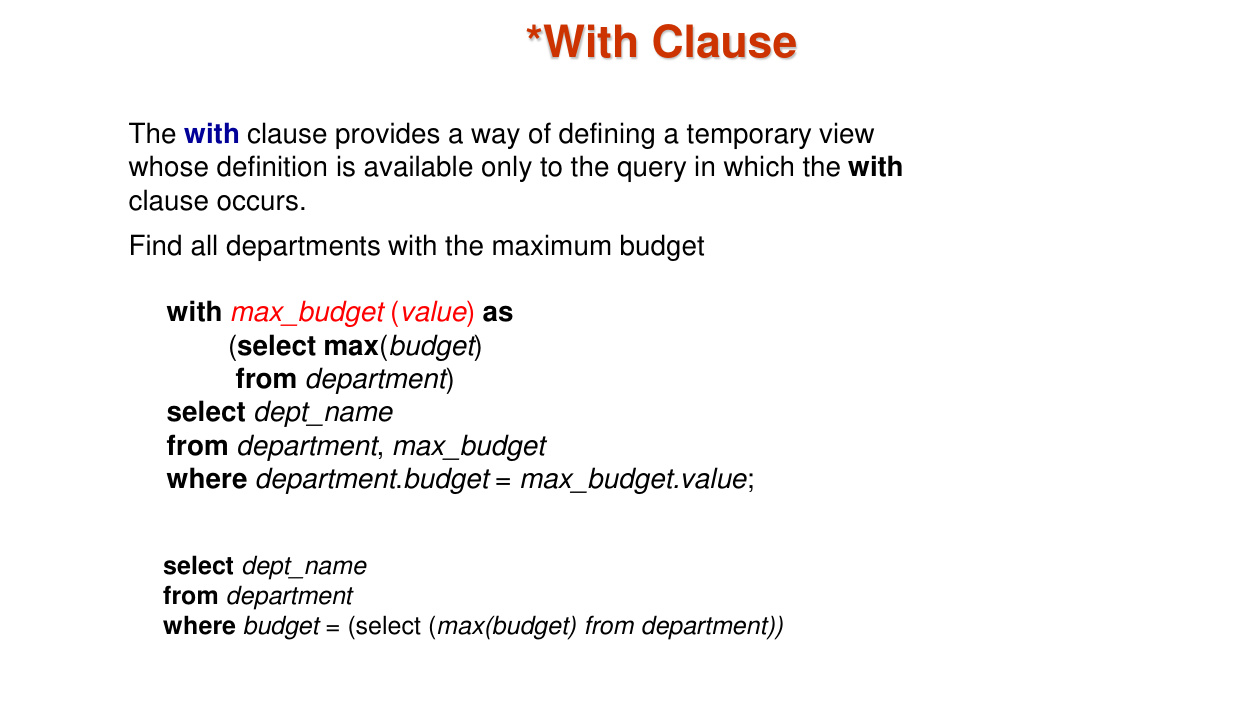 *With Clause
The with clause provides a way of defining a temporary view
whose definition is available only to the query in which the with
clause occurs.
Find all departments with the maximum budget
with max_budget (value) as
(select max(budget)
from department)
select dept_name
from department, max_budget
where department.budget = max_budget.value;
select dept_name
from department
where budget = (select (max(budget) from department))